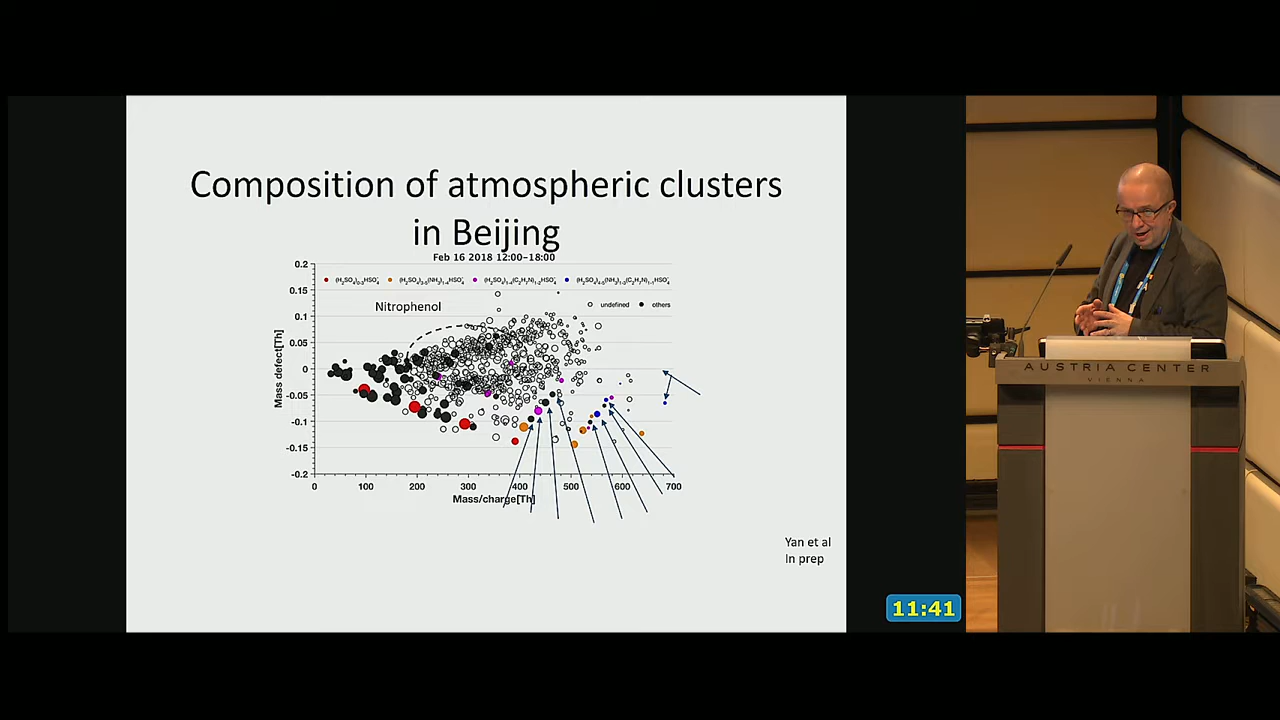 Composition of atmospheric clusters
in Beijing
Feb 16 2018 12:00-18:00
Nitrophenol
undefined
others
Mass defect[Th]
0.2
0.15
0.1
0.05
0
-0.05
-0.1
-0.15
-0.2
0 100 200 300 400 500 600 700
Mass/charge[Th]
Yan et al
In prep
11:41
AUSTRIA CENTER
VIENNA